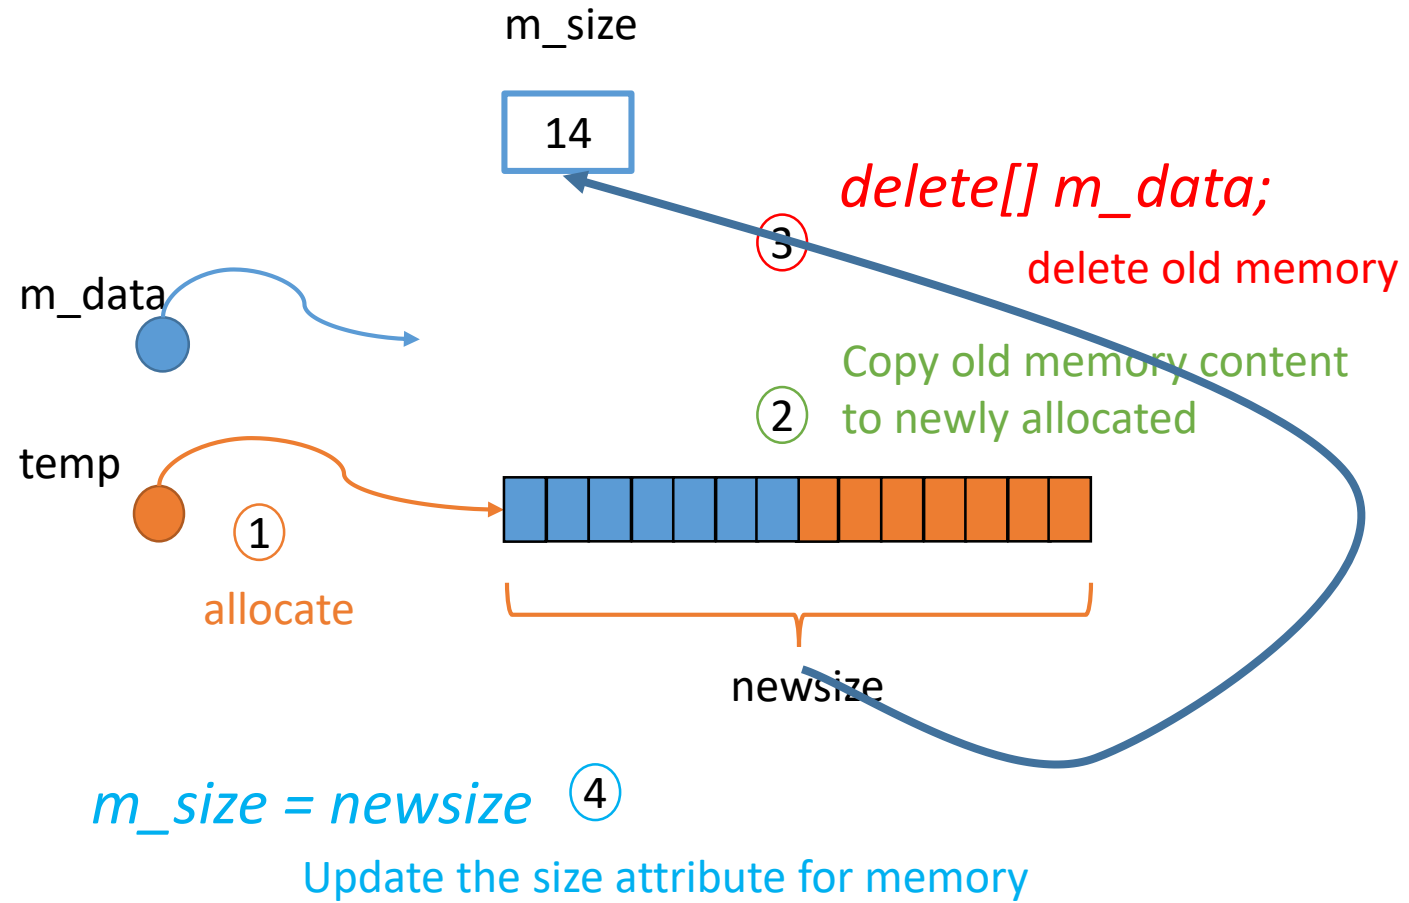 m_size
14
delete[] m_data;
3
delete old memory
m_data
Copy old memory content
2
to newly allocated
temp
1
allocate
newsize
m_size = newsize
4
Update the size attribute for memory